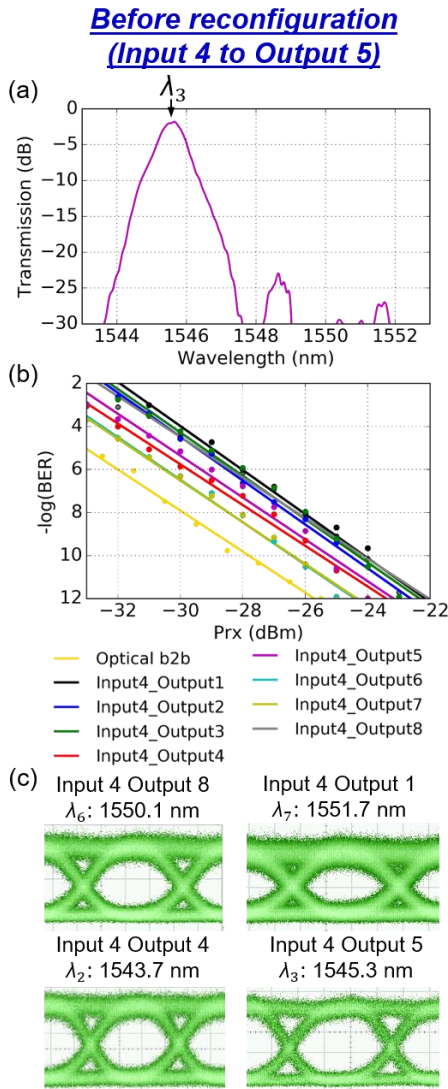 Before reconfiguration
(Input 4 to Output 5)
(a)
λ3
0
−5
−10
−15
−20
−25
−30
Transmission (dB)
1544 1546 1548 1550 1552
Wavelength (nm)
(b)
2
4
6
8
10
12
-log(BER)
−32 −30 −28 −26 −24 −22
Prx (dBm)
Optical b2b
Input4_Output1
Input4_Output2
Input4_Output3
Input4_Output4
Input4_Output5
Input4_Output6
Input4_Output7
Input4_Output8
(c)
Input 4 Output 8
λ6: 1550.1 nm
Input 4 Output 1
λ7: 1551.7 nm
Input 4 Output 4
λ2: 1543.7 nm
Input 4 Output 5
λ3: 1545.3 nm